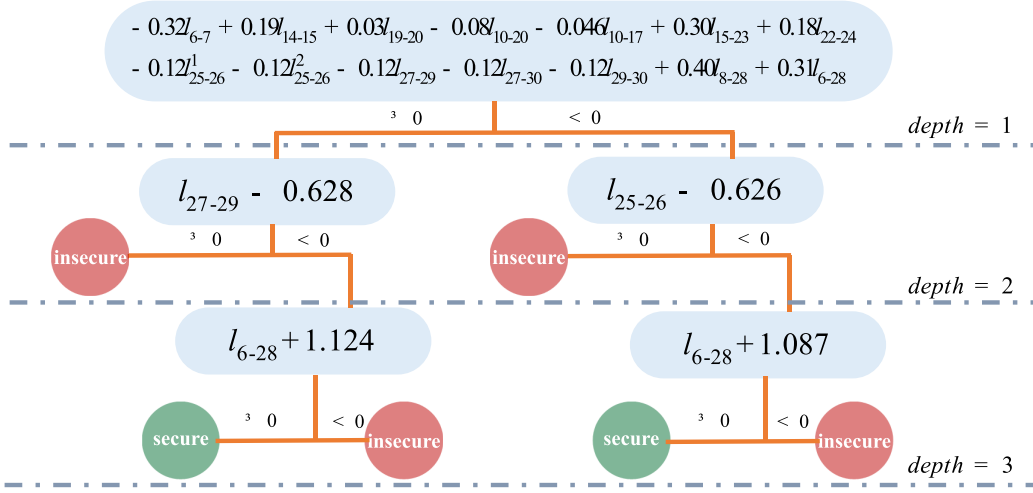 - 0.32l6-7 + 0.19l14-15 + 0.03l19-20 - 0.08l10-20 - 0.046l10-17 + 0.30l15-23 + 0.18l22-24
- 0.12l¹25-26 - 0.12l²25-26 - 0.12l27-29 - 0.12l27-30 - 0.12l29-30 + 0.40l8-28 + 0.31l6-28
³ 0 < 0
depth = 1
l27-29 - 0.628 l25-26 - 0.626
insecure ³ 0 < 0 insecure ³ 0 < 0
depth = 2
l6-28 + 1.124 l6-28 + 1.087
secure ³ 0 < 0 insecure secure ³ 0 < 0 insecure
depth = 3